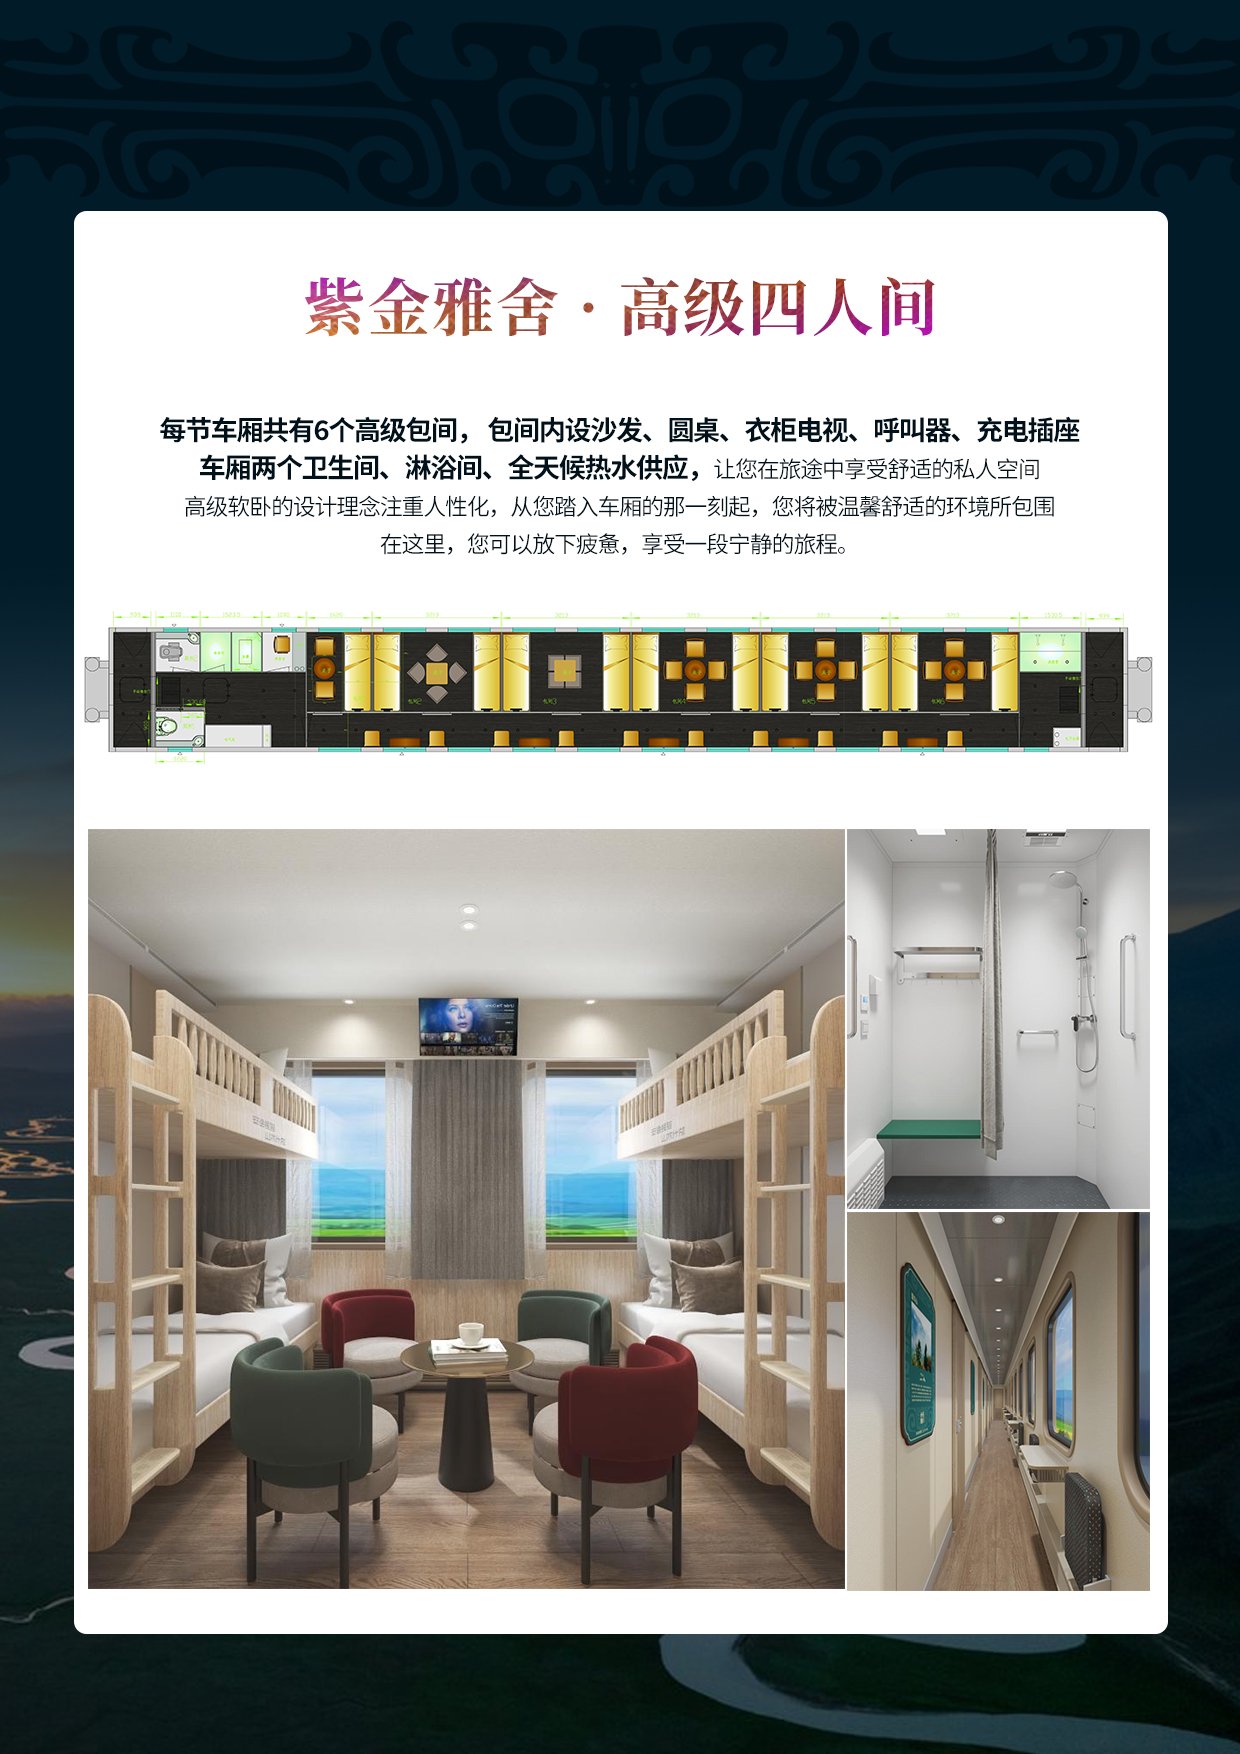 紫金雅舍·高级四人间
每节车厢共有6个高级包间，包间内设沙发、圆桌、衣柜电视、呼叫器、充电插座
车厢两个卫生间、淋浴间、全天候热水供应，让您在旅途中享受舒适的私人空间
高级软卧的设计理念注重人性化，从您踏入车厢的那一刻起，您将被温馨舒适的环境所包围
在这里，您可以放下疲惫，享受一段宁静的旅程。